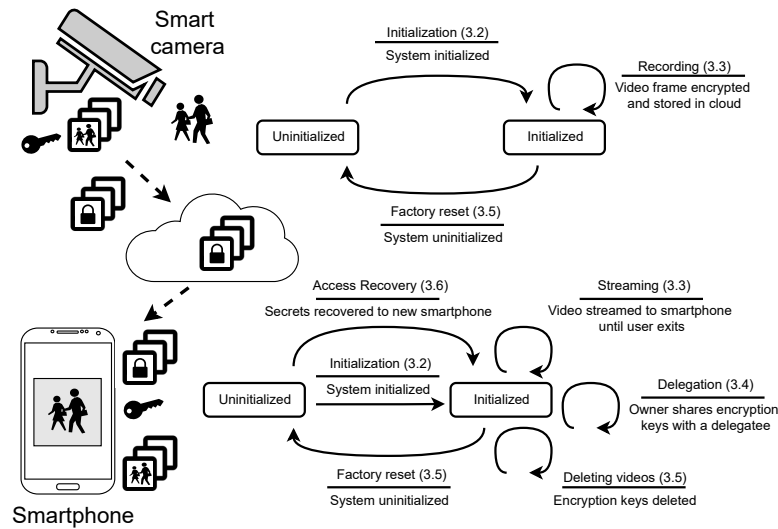 Smart
camera
Initialization (3.2)
System initialized
Recording (3.3)
Video frame encrypted
and stored in cloud
Uninitialized
Initialized
Factory reset (3.5)
System uninitialized
Access Recovery (3.6)
Secrets recovered to new smartphone
Streaming (3.3)
Video streamed to smartphone
until user exits
Initialization (3.2)
System initialized
Uninitialized
Initialized
Delegation (3.4)
Owner shares encryption
keys with a delegatee
Factory reset (3.5)
System uninitialized
Deleting videos (3.5)
Encryption keys deleted
Smartphone